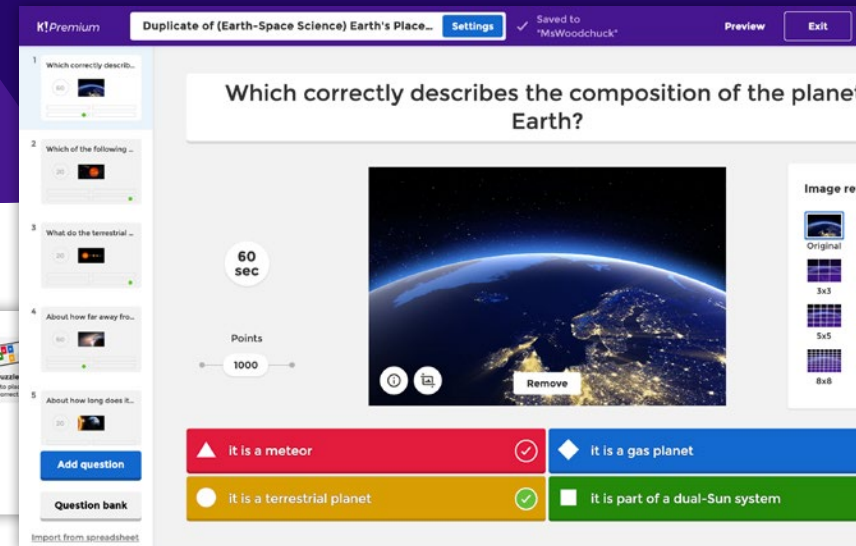 K!Premium
Duplicate of (Earth-Space Science) Earth's Place...
Settings
Saved to
"MsWoodchuck"
Preview
Exit
1
Which correctly describ...
60
2
Which of the following ...
20
3
What do the terrestrial ...
20
4
About how far away fro...
60
5
About how long does it...
20
Add question
Question bank
Import from spreadsheet
Which correctly describes the composition of the planet
Earth?
60
sec
Points
1000
Remove
Image re
Original
3x3
5x5
8x8
it is a meteor
it is a gas planet
it is a terrestrial planet
it is part of a dual-Sun system